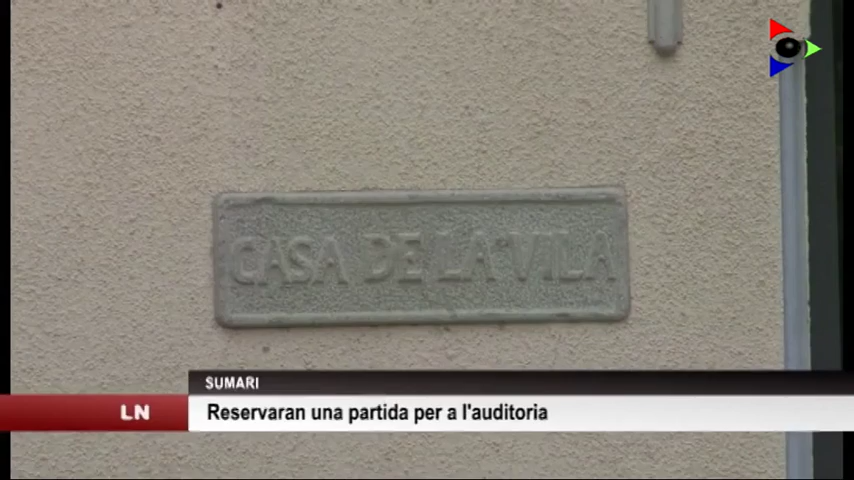 CASA DE LA VILA
SUMARI
LN
Reservaran una partida per a l'auditoria